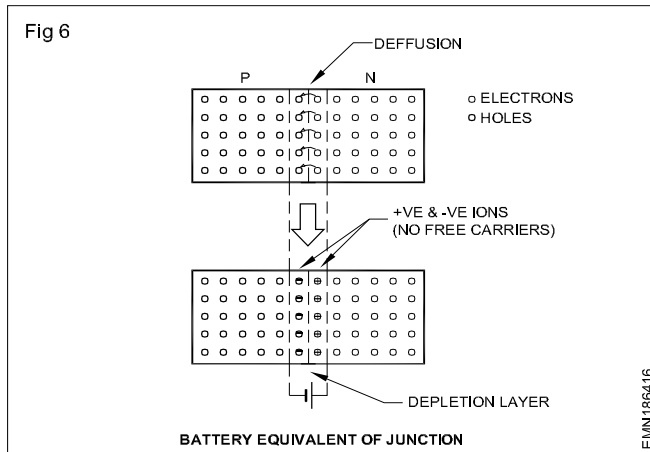 Fig 6
DEFFUSION
P N
ELECTRONS
HOLES
+VE & -VE IONS
(NO FREE CARRIERS)
DEPLETION LAYER
BATTERY EQUIVALENT OF JUNCTION
EMN186416